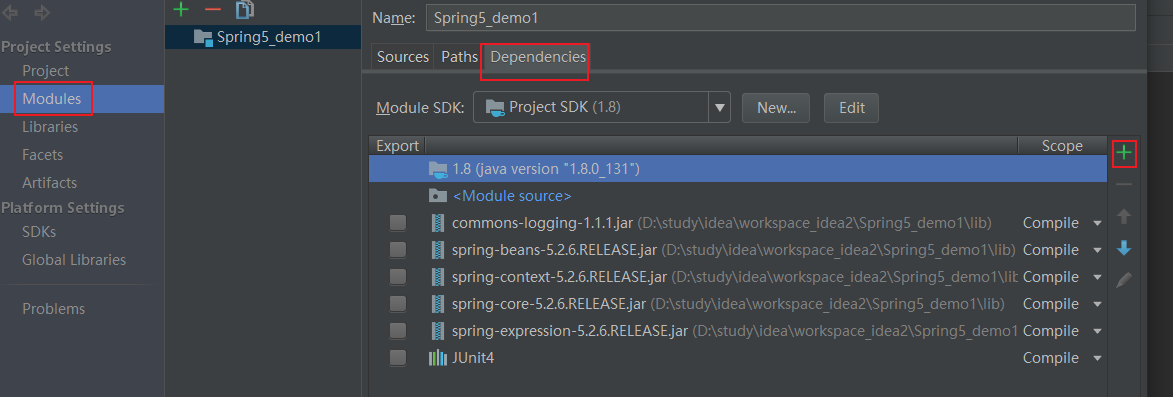 Project Settings
Project
Modules
Libraries
Facets
Artifacts
Platform Settings
SDKs
Global Libraries
Problems
Spring5_demo1
Name: Spring5_demo1
Sources Paths Dependencies
Module SDK: Project SDK (1.8) New... Edit
Export Scope
1.8 (java version "1.8.0_131")
<Module source>
commons-logging-1.1.1.jar (D:\study\idea\workspace_idea2\Spring5_demo1\lib) Compile
spring-beans-5.2.6.RELEASE.jar (D:\study\idea\workspace_idea2\Spring5_demo1\lib) Compile
spring-context-5.2.6.RELEASE.jar (D:\study\idea\workspace_idea2\Spring5_demo1\lib Compile
spring-core-5.2.6.RELEASE.jar (D:\study\idea\workspace_idea2\Spring5_demo1\lib) Compile
spring-expression-5.2.6.RELEASE.jar (D:\study\idea\workspace_idea2\Spring5_demo1 Compile
JUnit4 Compile